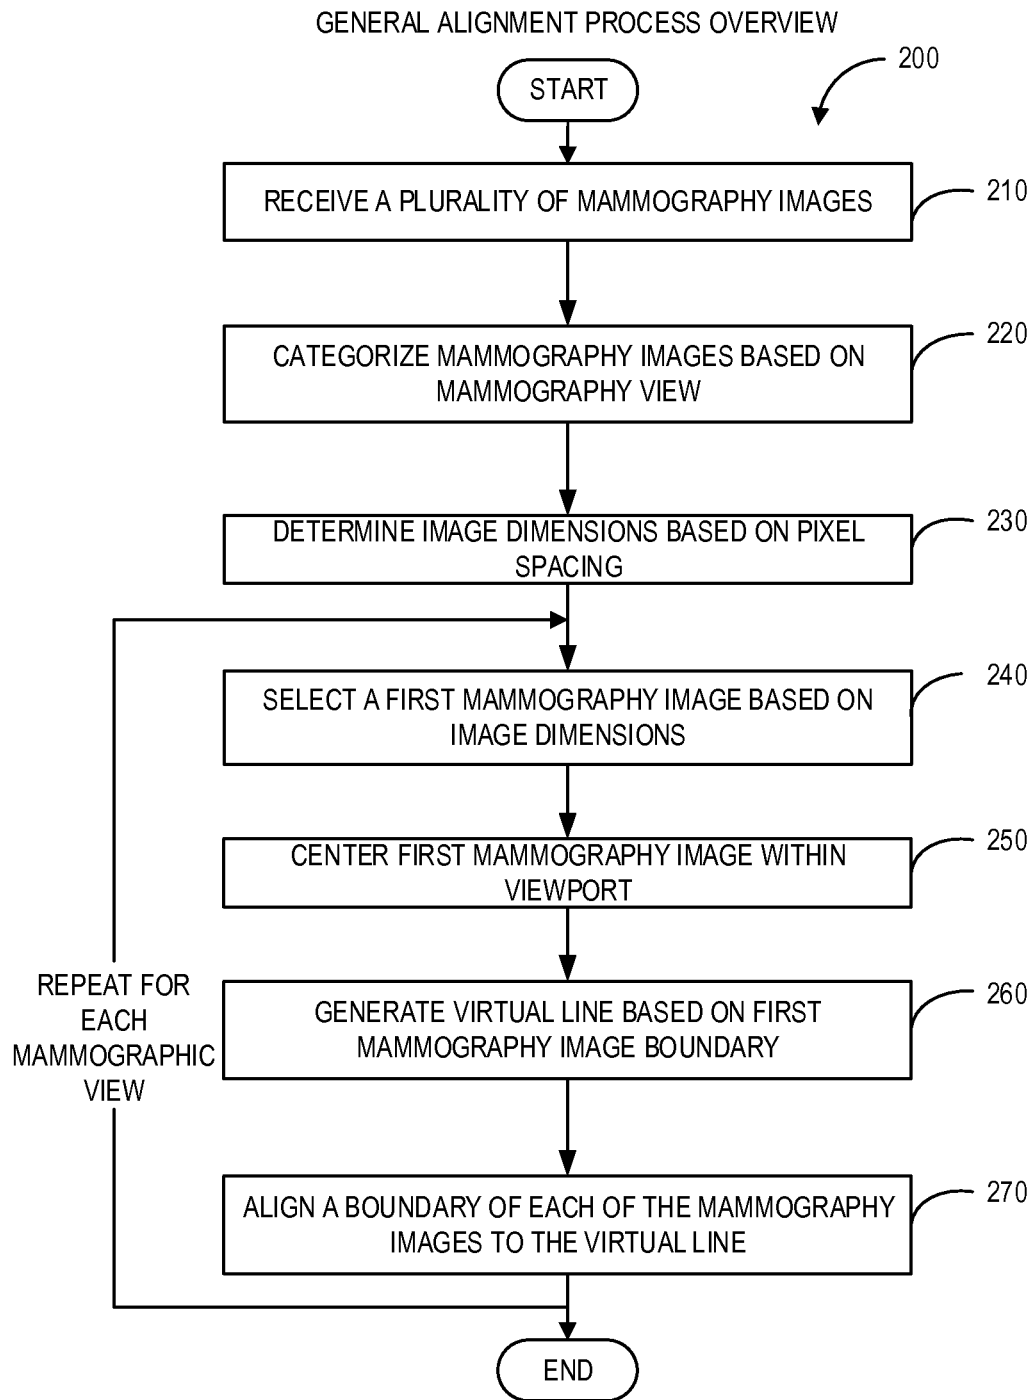 GENERAL ALIGNMENT PROCESS OVERVIEW
200
START
RECEIVE A PLURALITY OF MAMMOGRAPHY IMAGES
210
CATEGORIZE MAMMOGRAPHY IMAGES BASED ON
MAMMOGRAPHY VIEW
220
DETERMINE IMAGE DIMENSIONS BASED ON PIXEL
SPACING
230
SELECT A FIRST MAMMOGRAPHY IMAGE BASED ON
IMAGE DIMENSIONS
240
CENTER FIRST MAMMOGRAPHY IMAGE WITHIN
VIEWPORT
250
GENERATE VIRTUAL LINE BASED ON FIRST
MAMMOGRAPHY IMAGE BOUNDARY
260
REPEAT FOR
EACH
MAMMOGRAPHIC
VIEW
ALIGN A BOUNDARY OF EACH OF THE MAMMOGRAPHY
IMAGES TO THE VIRTUAL LINE
270
END